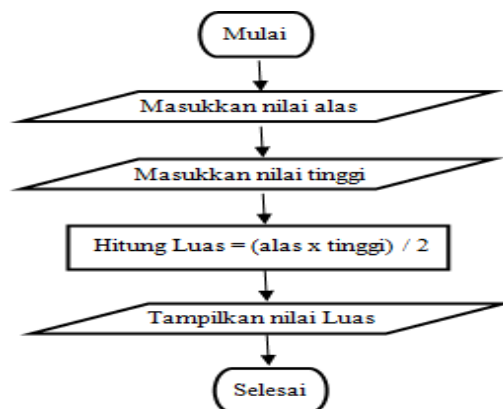 Mulai
Masukkan nilai alas
Masukkan nilai tinggi
Hitung Luas = (alas x tinggi) / 2
Tampilkan nilai Luas
Selesai